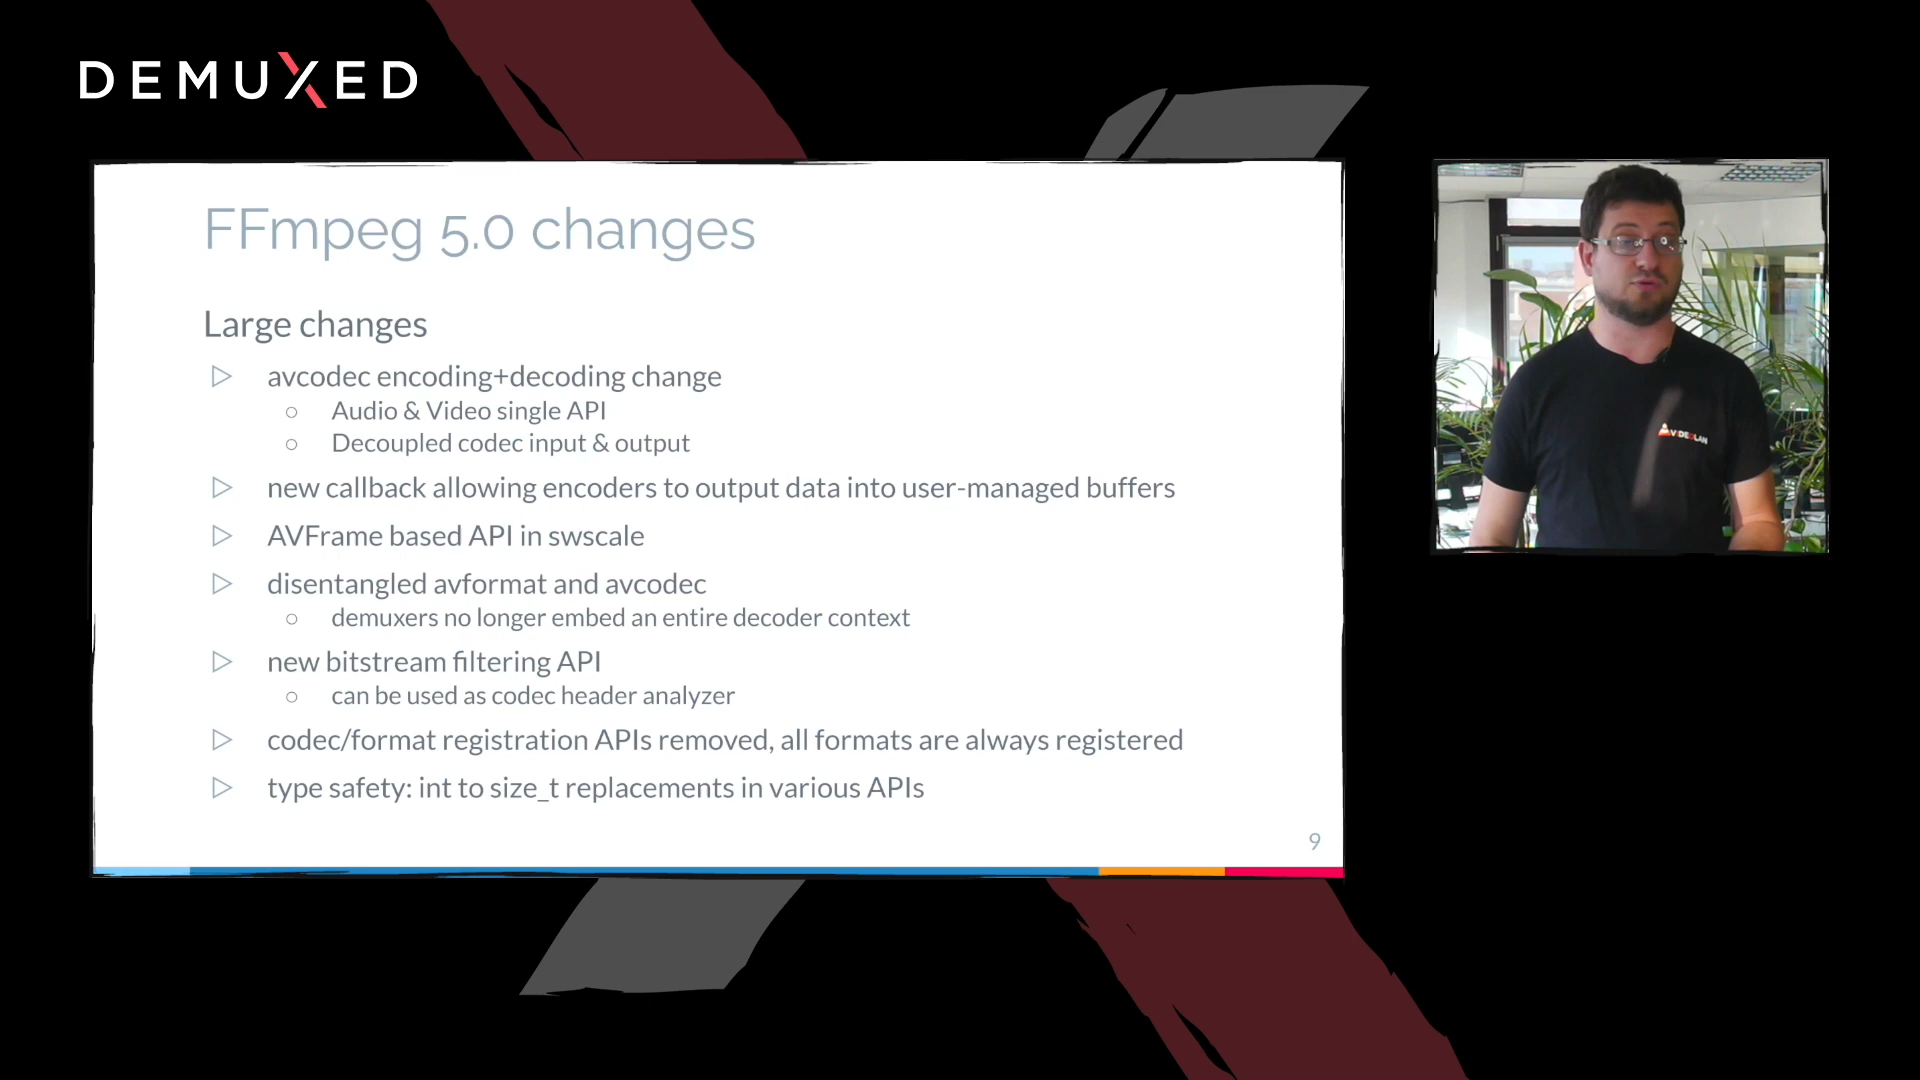 DEMUXED
FFmpeg 5.0 changes
Large changes
▷ avcodec encoding+decoding change
○ Audio & Video single API
○ Decoupled codec input & output
▷ new callback allowing encoders to output data into user-managed buffers
▷ AVFrame based API in swscale
▷ disentangled avformat and avcodec
○ demuxers no longer embed an entire decoder context
▷ new bitstream filtering API
○ can be used as codec header analyzer
▷ codec/format registration APIs removed, all formats are always registered
▷ type safety: int to size_t replacements in various APIs
9
VIDEOLAN